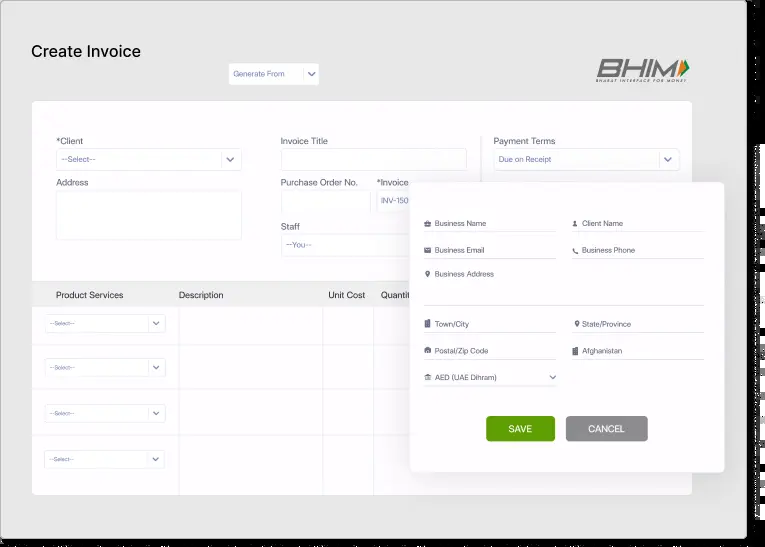 Create Invoice
Generate From
BHIM
BHARAT INTERFACE FOR MONEY
*Client
Invoice Title
Payment Terms
--Select--
Due on Receipt
Address
Purchase Order No.
*Invoice
INV-150
Staff
--You--
Business Name
Client Name
Business Email
Business Phone
Business Address
Town/City
State/Province
Postal/Zip Code
Afghanistan
AED (UAE Dihram)
SAVE
CANCEL
Product Services
Description
Unit Cost
Quantit
--Select--
--Select--
--Select--
--Select--